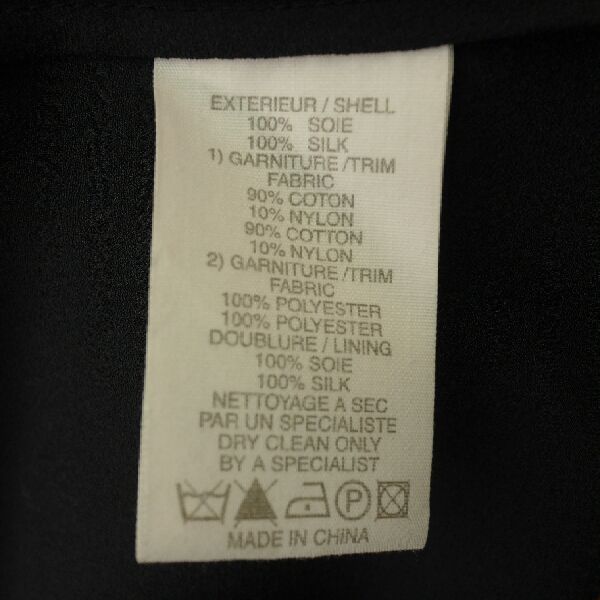 EXTERIEUR / SHELL
100% SOIE
100% SILK
1) GARNITURE /TRIM
FABRIC
90% COTON
10% NYLON
90% COTTON
10% NYLON
2) GARNITURE /TRIM
FABRIC
100% POLYESTER
100% POLYESTER
DOUBLURE / LINING
100% SOIE
100% SILK
NETTOYAGE A SEC
PAR UN SPECIALISTE
DRY CLEAN ONLY
BY A SPECIALIST
P
MADE IN CHINA